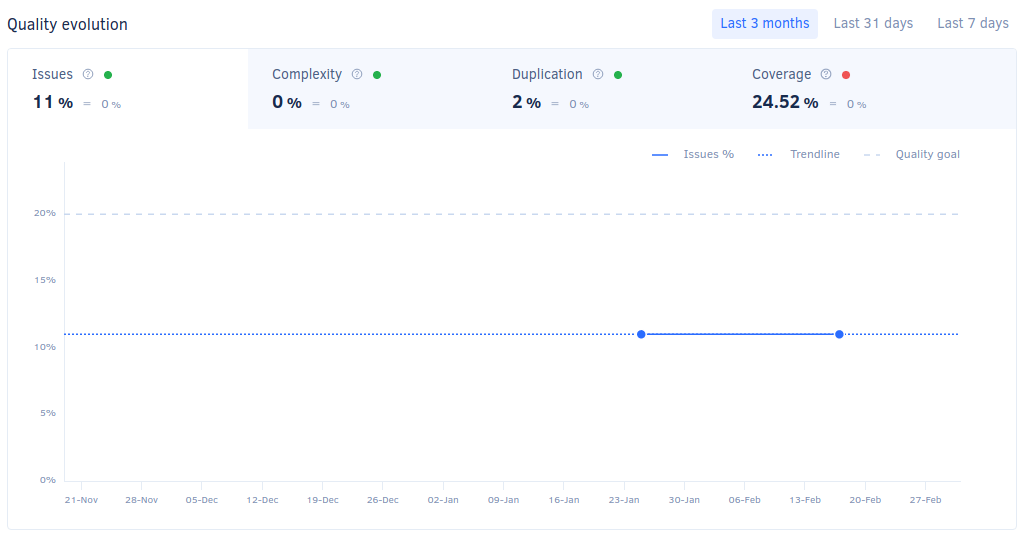 Quality evolution Last 3 months Last 31 days Last 7 days
Issues ? Complexity ? Duplication ? Coverage ?
11 % = 0 % 0 % = 0 % 2 % = 0 % 24.52 % = 0 %
Issues % Trendline Quality goal
20%
15%
10%
5%
0%
21-Nov 28-Nov 05-Dec 12-Dec 19-Dec 26-Dec 02-Jan 09-Jan 16-Jan 23-Jan 30-Jan 06-Feb 13-Feb 20-Feb 27-Feb